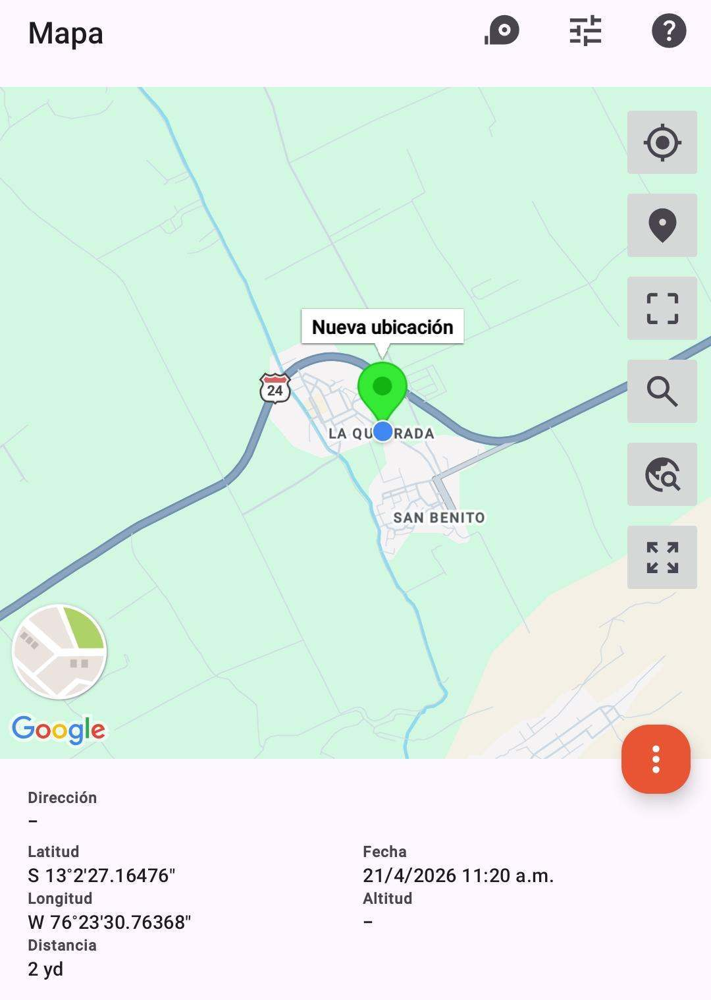 Mapa
Nueva ubicación
24
LA QU RADA
SAN BENITO
Google
Dirección
–
Latitud
S 13°2'27.16476"
Fecha
21/4/2026 11:20 a.m.
Longitud
W 76°23'30.76368"
Altitud
–
Distancia
2 yd